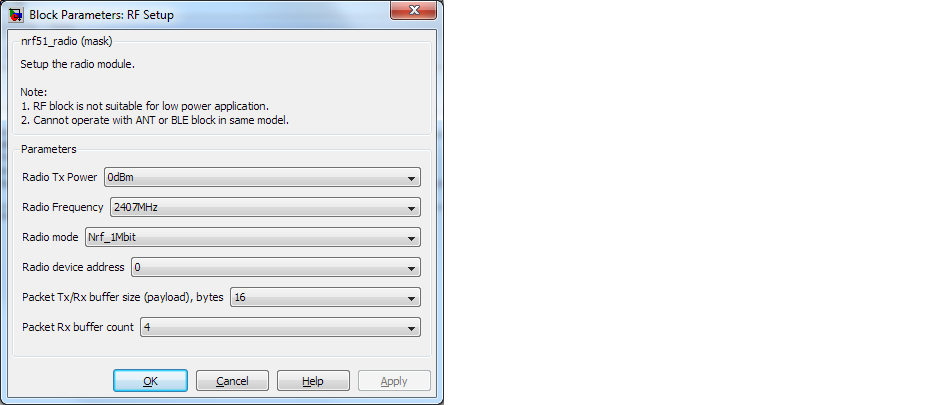 Block Parameters: RF Setup
nrf51_radio (mask)
Setup the radio module.
Note:
1. RF block is not suitable for low power application.
2. Cannot operate with ANT or BLE block in same model.
Parameters
Radio Tx Power 0dBm
Radio Frequency 2407MHz
Radio mode Nrf_1Mbit
Radio device address 0
Packet Tx/Rx buffer size (payload), bytes 16
Packet Rx buffer count 4
OK Cancel Help Apply